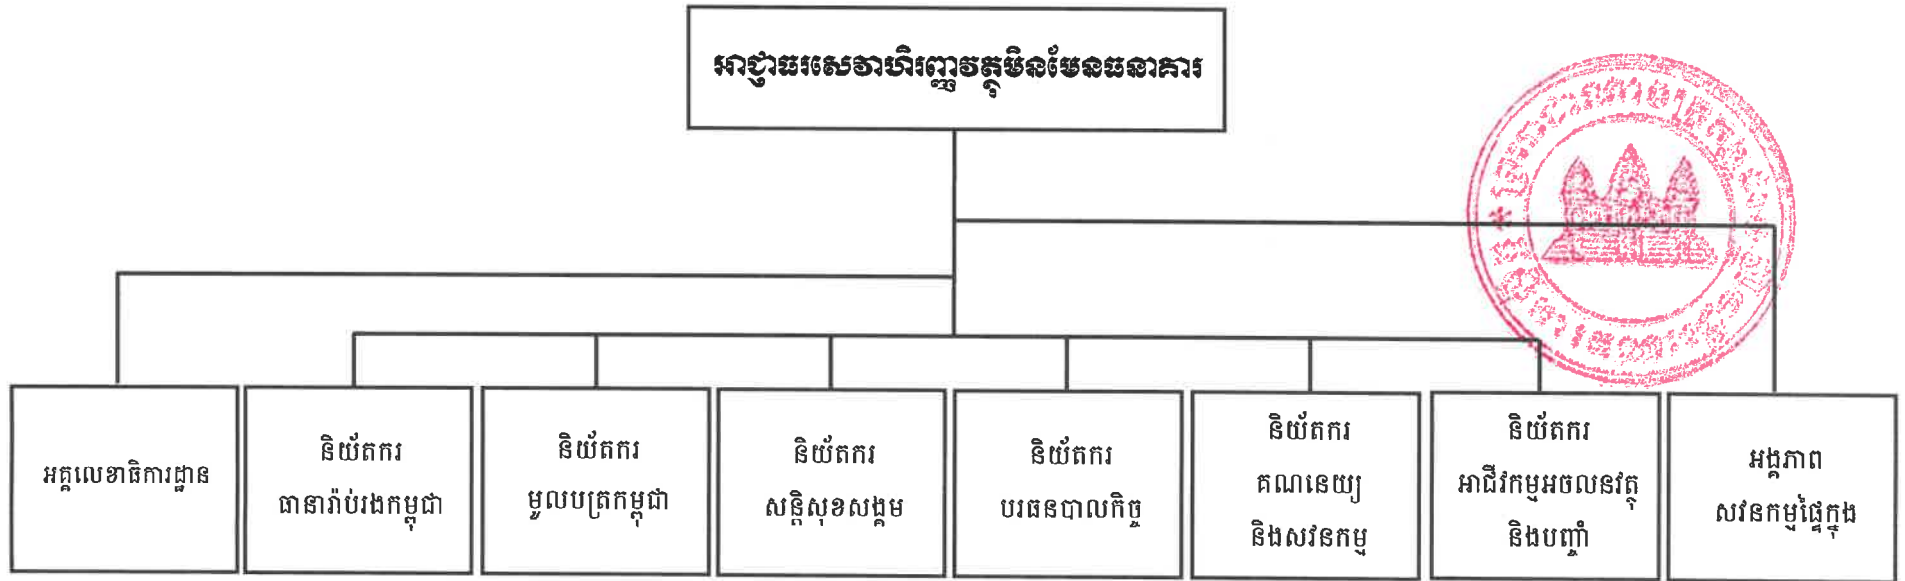 អាជ្ញាធរសេវាហិរញ្ញវត្ថុមិនមែនធនាគារ
អគ្គលេខាធិការដ្ឋាន
និយ័តករ
ធានារ៉ាប់រងកម្ពុជា
និយ័តករ
មូលបត្រកម្ពុជា
និយ័តករ
សន្តិសុខសង្គម
និយ័តករ
បរធនបាលកិច្ច
និយ័តករ
គណនេយ្យ
និងសវនកម្ម
និយ័តករ
អាជីវកម្មអចលនវត្ថុ
និងបញ្ចាំ
អង្គភាព
សវនកម្មផ្ទៃក្នុង